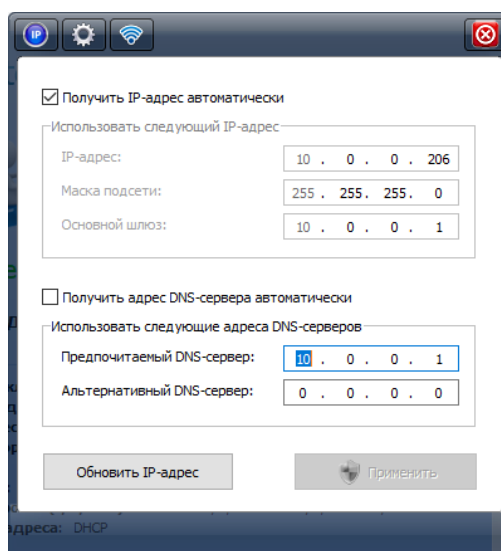 IP
Получить IP-адрес автоматически
Использовать следующий IP-адрес
IP-адрес: 10 . 0 . 0 . 206
Маска подсети: 255 . 255 . 255 . 0
Основной шлюз: 10 . 0 . 0 . 1
Получить адрес DNS-сервера автоматически
Использовать следующие адреса DNS-серверов
Предпочитаемый DNS-сервер: 10 . 0 . 0 . 1
Альтернативный DNS-сервер: 0 . 0 . 0 . 0
Обновить IP-адрес Применить
адреса: DHCP